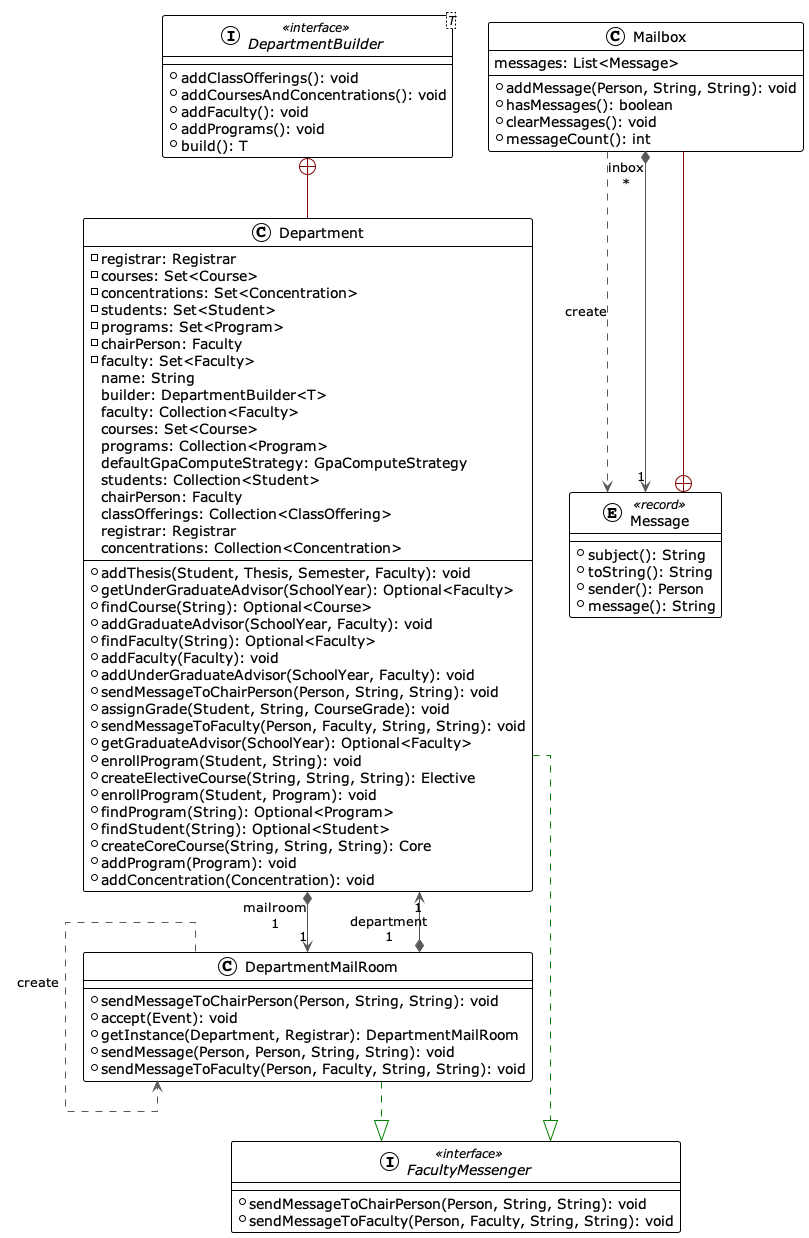 «interface»
I DepartmentBuilder
T
addClassOfferings(): void
addCoursesAndConcentrations(): void
addFaculty(): void
addPrograms(): void
build(): T
C Mailbox
messages: List<Message>
addMessage(Person, String, String): void
hasMessages(): boolean
clearMessages(): void
messageCount(): int
inbox
*
create
1
C Department
registrar: Registrar
courses: Set<Course>
concentrations: Set<Concentration>
students: Set<Student>
programs: Set<Program>
chairPerson: Faculty
faculty: Set<Faculty>
name: String
builder: DepartmentBuilder<T>
faculty: Collection<Faculty>
courses: Set<Course>
programs: Collection<Program>
defaultGpaComputeStrategy: GpaComputeStrategy
students: Collection<Student>
chairPerson: Faculty
classOfferings: Collection<ClassOffering>
registrar: Registrar
concentrations: Collection<Concentration>
addThesis(Student, Thesis, Semester, Faculty): void
getUnderGraduateAdvisor(SchoolYear): Optional<Faculty>
findCourse(String): Optional<Course>
addGraduateAdvisor(SchoolYear, Faculty): void
findFaculty(String): Optional<Faculty>
addFaculty(Faculty): void
addUnderGraduateAdvisor(SchoolYear, Faculty): void
sendMessageToChairPerson(Person, String, String): void
assignGrade(Student, String, CourseGrade): void
sendMessageToFaculty(Person, Faculty, String, String): void
getGraduateAdvisor(SchoolYear): Optional<Faculty>
enrollProgram(Student, String): void
createElectiveCourse(String, String, String): Elective
enrollProgram(Student, Program): void
findProgram(String): Optional<Program>
findStudent(String): Optional<Student>
createCoreCourse(String, String, String): Core
addProgram(Program): void
addConcentration(Concentration): void
«record»
E Message
subject(): String
toString(): String
sender(): Person
message(): String
mailroom
1
1
1
department
1
create
C DepartmentMailRoom
sendMessageToChairPerson(Person, String, String): void
accept(Event): void
getInstance(Department, Registrar): DepartmentMailRoom
sendMessage(Person, Person, String, String): void
sendMessageToFaculty(Person, Faculty, String, String): void
«interface»
I FacultyMessenger
sendMessageToChairPerson(Person, String, String): void
sendMessageToFaculty(Person, Faculty, String, String): void